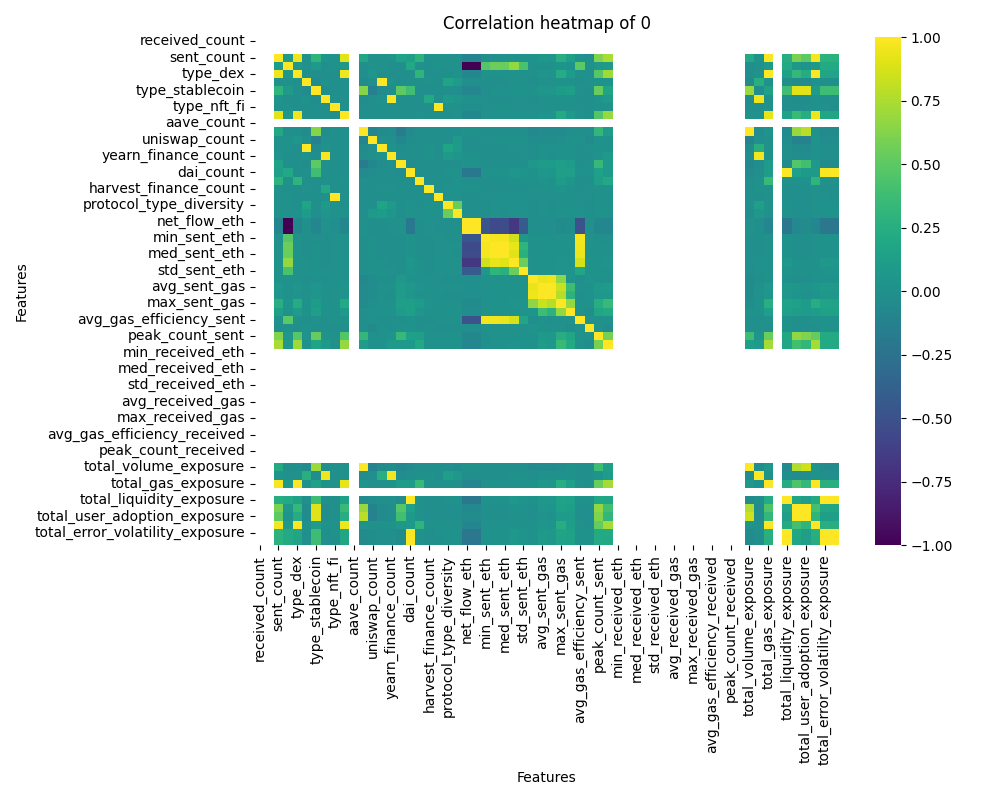 Correlation heatmap of 0
received_count
sent_count
type_dex
type_stablecoin
type_nft_fi
aave_count
uniswap_count
yearn_finance_count
dai_count
harvest_finance_count
protocol_type_diversity
net_flow_eth
min_sent_eth
med_sent_eth
std_sent_eth
avg_sent_gas
max_sent_gas
avg_gas_efficiency_sent
peak_count_sent
min_received_eth
med_received_eth
std_received_eth
avg_received_gas
max_received_gas
avg_gas_efficiency_received
peak_count_received
total_volume_exposure
total_gas_exposure
total_liquidity_exposure
total_user_adoption_exposure
total_error_volatility_exposure
Features
received_count
sent_count
type_dex
type_stablecoin
type_nft_fi
aave_count
uniswap_count
yearn_finance_count
dai_count
harvest_finance_count
protocol_type_diversity
net_flow_eth
min_sent_eth
med_sent_eth
std_sent_eth
avg_sent_gas
max_sent_gas
avg_gas_efficiency_sent
peak_count_sent
min_received_eth
med_received_eth
std_received_eth
avg_received_gas
max_received_gas
avg_gas_efficiency_received
peak_count_received
total_volume_exposure
total_gas_exposure
total_liquidity_exposure
total_user_adoption_exposure
total_error_volatility_exposure
Features
1.00
0.75
0.50
0.25
0.00
−0.25
−0.50
−0.75
−1.00